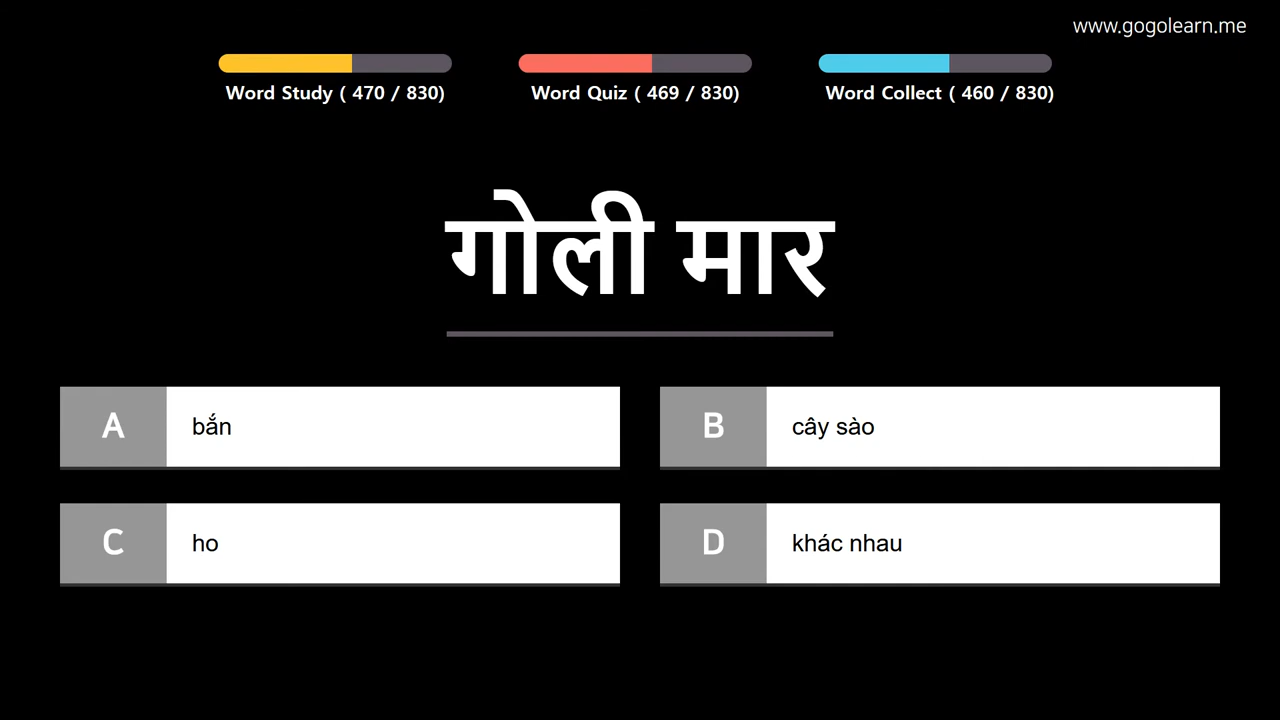 www.gogolearn.me
Word Study ( 470 / 830)
Word Quiz ( 469 / 830)
Word Collect ( 460 / 830)
गोली मार
A
bắn
B
cây sào
C
ho
D
khác nhau